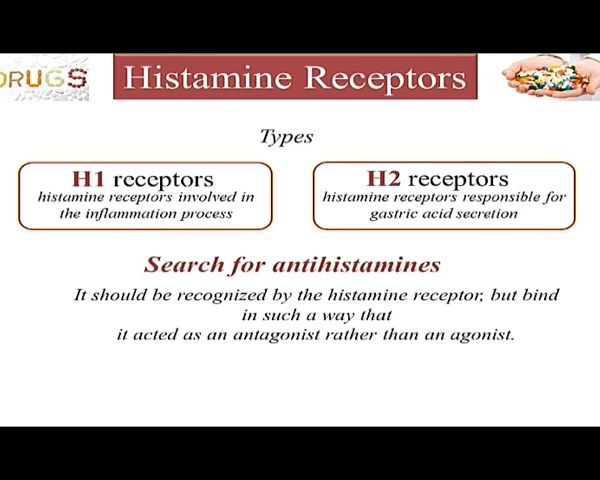 DRUGS
Histamine Receptors
Types
H1 receptors
histamine receptors involved in
the inflammation process
H2 receptors
histamine receptors responsible for
gastric acid secretion
Search for antihistamines
It should be recognized by the histamine receptor, but bind
in such a way that
it acted as an antagonist rather than an agonist.